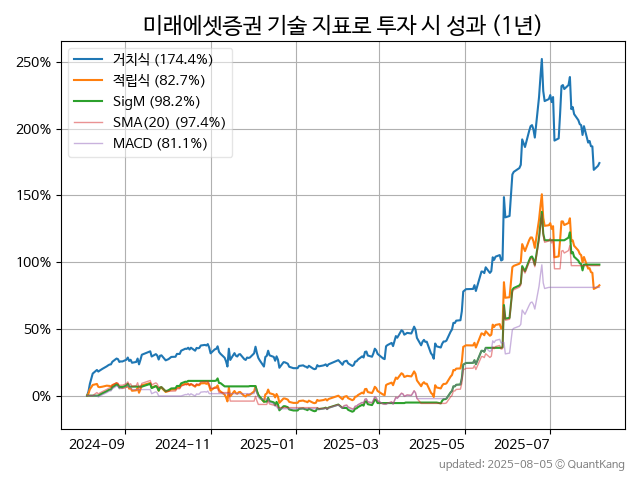 미래에셋증권 기술 지표로 투자 시 성과 (1년)
거치식 (174.4%)
적립식 (82.7%)
SigM (98.2%)
SMA(20) (97.4%)
MACD (81.1%)
250%
200%
150%
100%
50%
0%
2024-09 2024-11 2025-01 2025-03 2025-05 2025-07
updated: 2025-08-05 © QuantKang